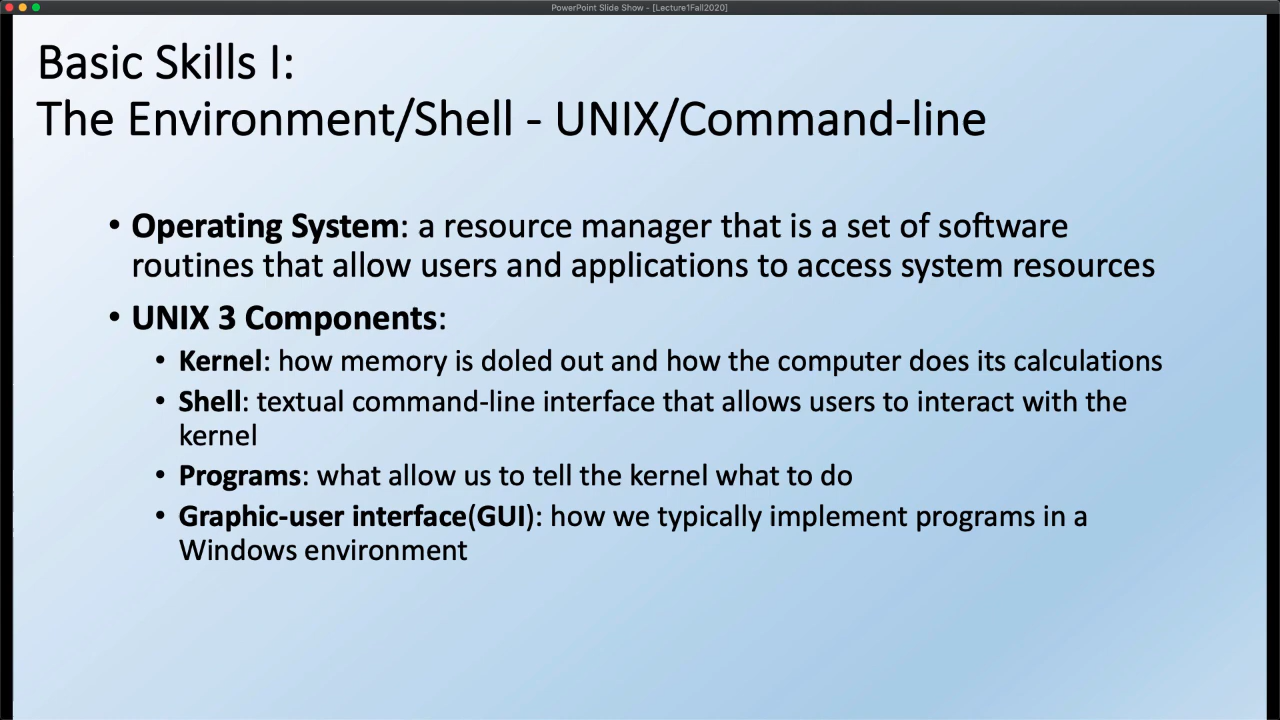 PowerPoint Slide Show - [Lecture1Fall2020]
Basic Skills I:
The Environment/Shell - UNIX/Command-line
• Operating System: a resource manager that is a set of software
routines that allow users and applications to access system resources
• UNIX 3 Components:
• Kernel: how memory is doled out and how the computer does its calculations
• Shell: textual command-line interface that allows users to interact with the
kernel
• Programs: what allow us to tell the kernel what to do
• Graphic-user interface(GUI): how we typically implement programs in a
Windows environment